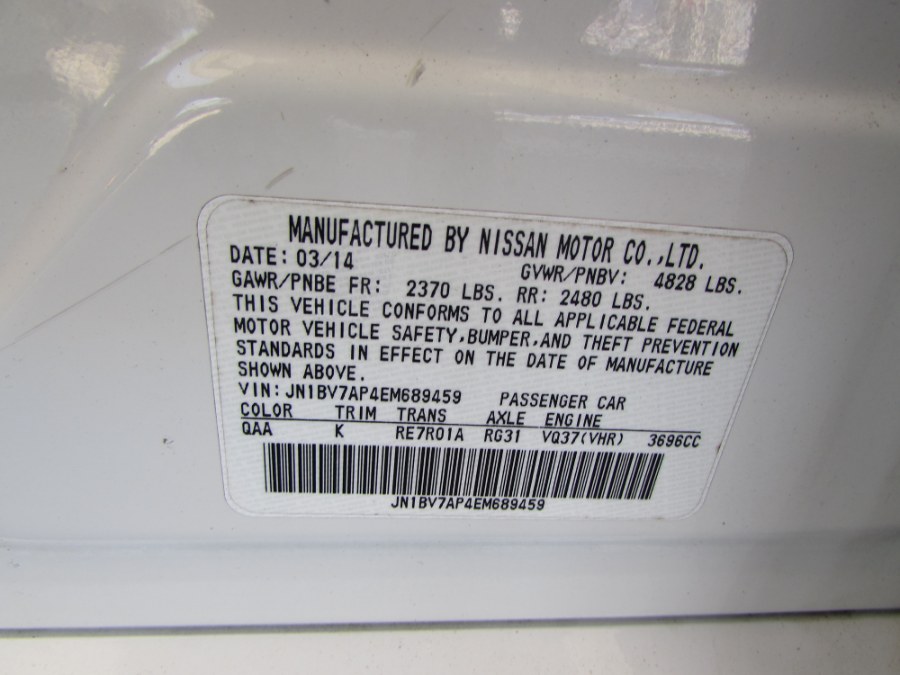 MANUFACTURED BY NISSAN MOTOR CO.,LTD.
DATE: 03/14 GVWR/PNBV: 4828 LBS.
GAWR/PNBE FR: 2370 LBS. RR: 2480 LBS.
THIS VEHICLE CONFORMS TO ALL APPLICABLE FEDERAL
MOTOR VEHICLE SAFETY,BUMPER,AND THEFT PREVENTION
STANDARDS IN EFFECT ON THE DATE OF MANUFACTURE
SHOWN ABOVE.
VIN:JN1BV7AP4EM689459 PASSENGER CAR
COLOR TRIM TRANS AXLE ENGINE
QAA K RE7R01A RG31 VQ37(VHR) 3696CC
JN1BV7AP4EM689459